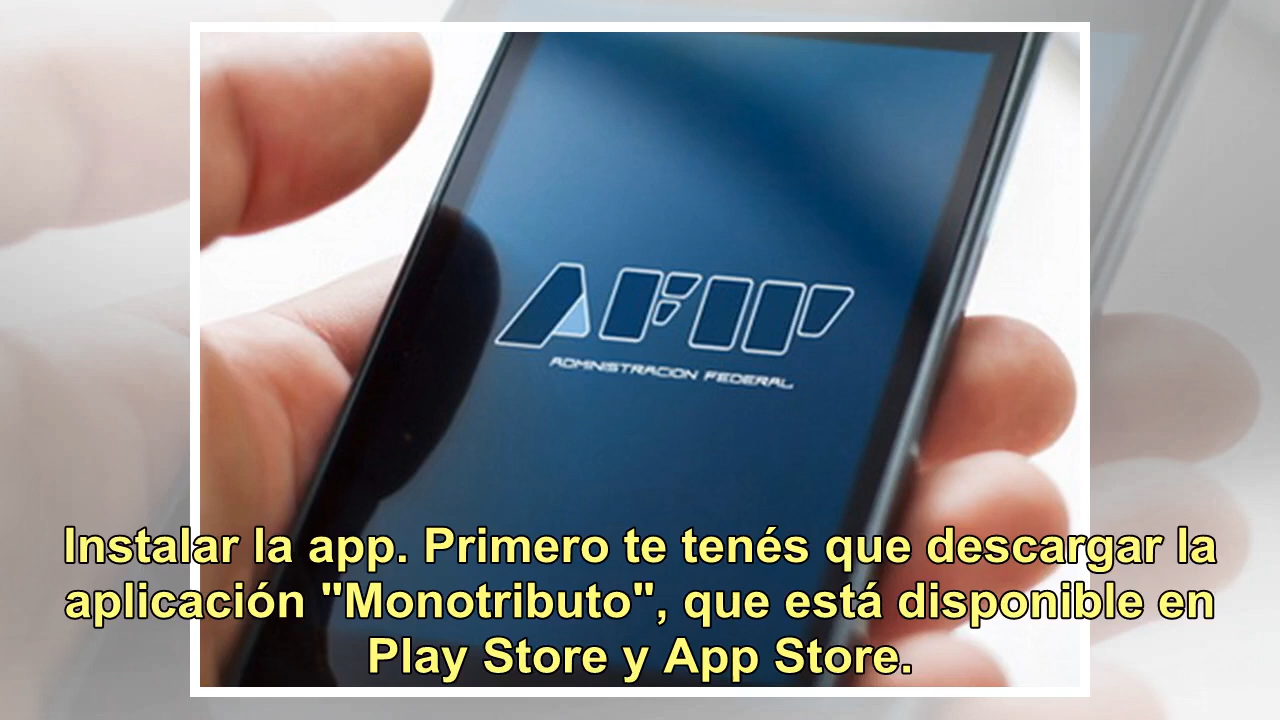 AFIP
ADMINISTRACION FEDERAL
Instalar la app. Primero te tenés que descargar la
aplicación "Monotributo", que está disponible en
Play Store y App Store.